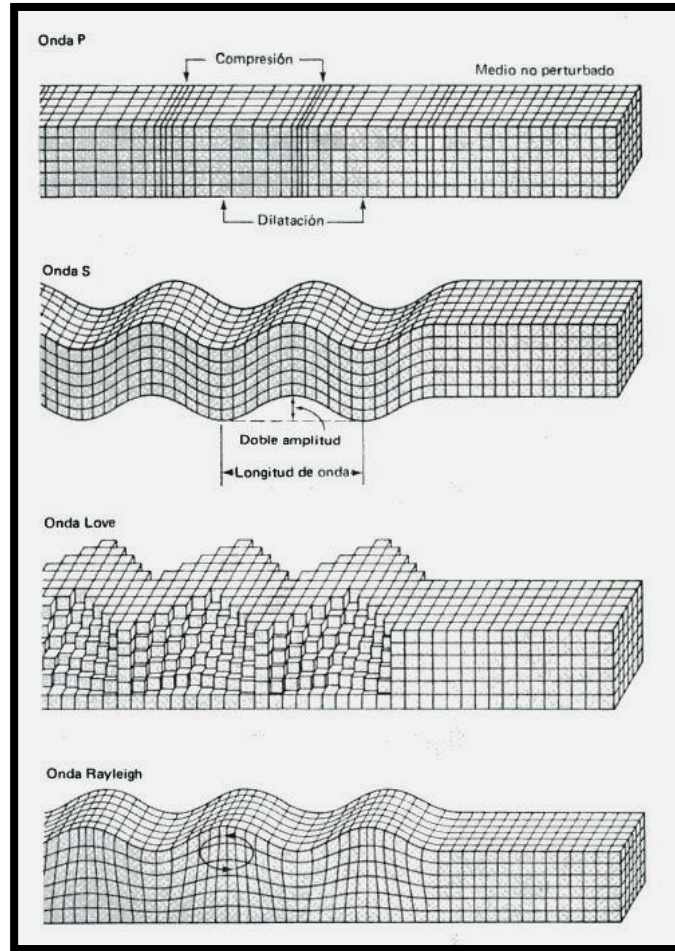 Onda P
Compresión
Medio no perturbado
Dilatación
Onda S
Doble amplitud
Longitud de onda
Onda Love
Onda Rayleigh